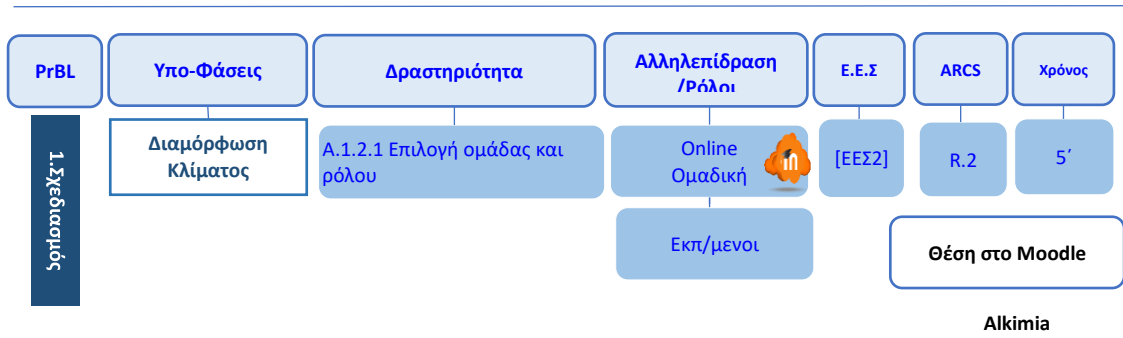 PrBL
Υπο-Φάσεις
Δραστηριότητα
Αλληλεπίδραση
/Ρόλοι
Ε.Ε.Σ
ARCS
Χρόνος
1.Σχεδιασμός
Διαμόρφωση
Κλίματος
Α.1.2.1 Επιλογή ομάδας και
ρόλου
Online
Ομαδική
m
[ΕΕΣ2]
R.2
5΄
Εκπ/μενοι
Θέση στο Moodle
Alkimia